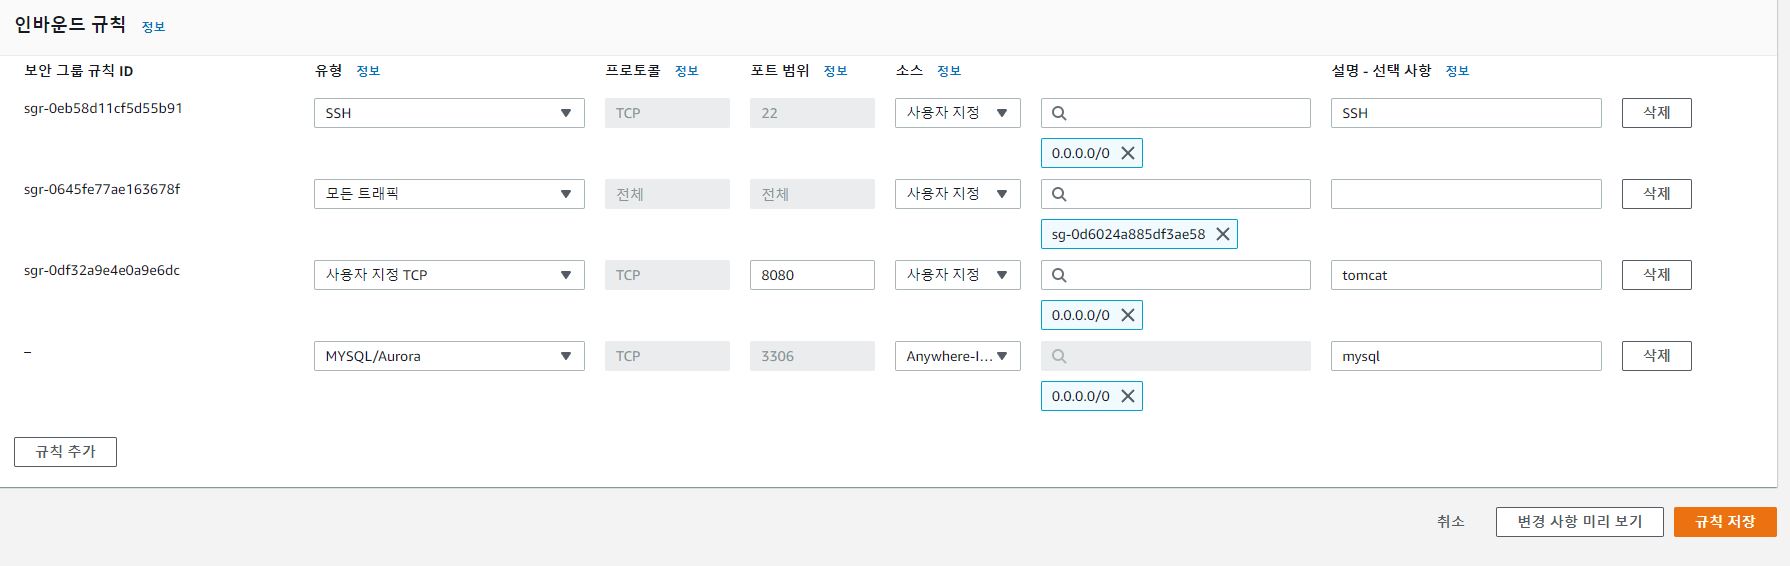 인바운드 규칙 정보
보안 그룹 규칙 ID 유형 정보 프로토콜 정보 포트 범위 정보 소스 정보 설명 - 선택 사항 정보
sgr-0eb58d11cf5d55b91 SSH TCP 22 사용자 지정 SSH 삭제
0.0.0.0/0
sgr-0645fe77ae163678f 모든 트래픽 전체 전체 사용자 지정 삭제
sg-0d6024a885df3ae58
sgr-0df32a9e4e0a9e6dc 사용자 지정 TCP TCP 8080 사용자 지정 tomcat 삭제
0.0.0.0/0
– MYSQL/Aurora TCP 3306 Anywhere-I... mysql 삭제
0.0.0.0/0
규칙 추가
취소 변경 사항 미리 보기 규칙 저장